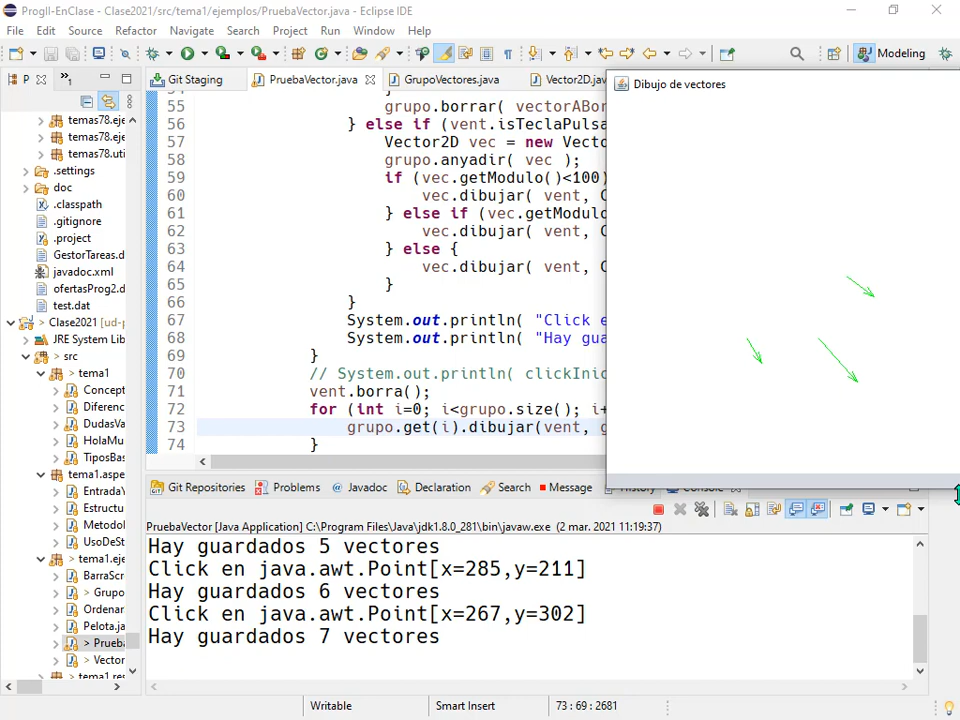 ProgII-EnClase - Clase2021/src/tema1/ejemplos/PruebaVector.java - Eclipse IDE
File Edit Source Refactor Navigate Search Project Run Window Help
Modeling
P
»1
Git Staging
PruebaVector.java
GrupoVectores.java
Vector2D.jav
Dibujo de vectores
temas78.eje
temas78.eje
temas78.uti
.settings
doc
.classpath
.gitignore
.project
GestorTareas.d
javadoc.xml
ofertasProg2.d
test.dat
> Clase2021 [ud-p
JRE System Lib
> src
> tema1
Concept
Diferenc
DudasVa
HolaMu
TiposBas
tema1.aspe
EntradaY
Estructu
Metodol
UsoDeSt
> tema1.eje
BarraScr
> Grupo
Ordenar
Pelota.ja
> Prueba
> Vector
tema1.res
54 }
55 grupo.borrar( vectorABor
56 } else if (vent.isTeclaPulsa
57 Vector2D vec = new Vecto
58 grupo.anyadir( vec );
59 if (vec.getModulo()<100)
60 vec.dibujar( vent, C
61 } else if (vec.getModulo
62 vec.dibujar( vent, C
63 } else {
64 vec.dibujar( vent, C
65 }
66 }
67 System.out.println( "Click e
68 System.out.println( "Hay gua
69 }
70 // System.out.println( clickInic
71 vent.borra();
72 for (int i=0; i<grupo.size(); i+
73 grupo.get(i).dibujar(vent, g
74 }
Git Repositories Problems Javadoc Declaration Search Message History Console
PruebaVector [Java Application] C:\Program Files\Java\jdk1.8.0_281\bin\javaw.exe (2 mar. 2021 11:19:37)
Hay guardados 5 vectores
Click en java.awt.Point[x=285,y=211]
Hay guardados 6 vectores
Click en java.awt.Point[x=267,y=302]
Hay guardados 7 vectores
Writable
Smart Insert
73 : 69 : 2681